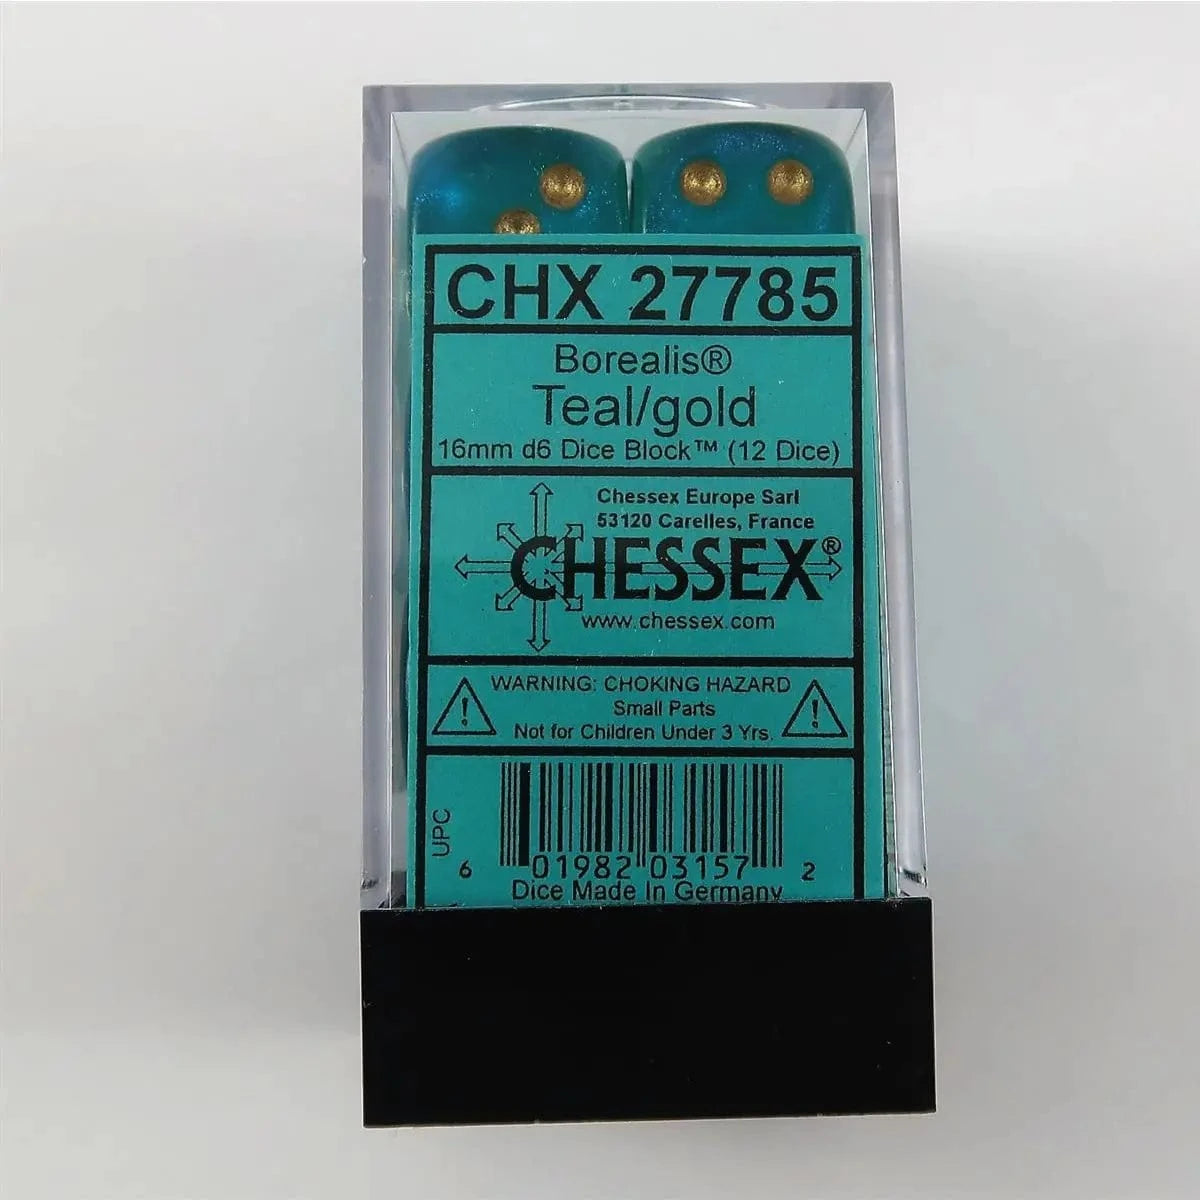 CHX 27785
Borealis®
Teal/gold
16mm d6 Dice Block™ (12 Dice)
Chessex Europe Sarl
53120 Carelles, France
CHESSEX®
www.chessex.com
WARNING: CHOKING HAZARD
Small Parts
Not for Children Under 3 Yrs.
UPC
6 01982 03157 2
Dice Made In Germany